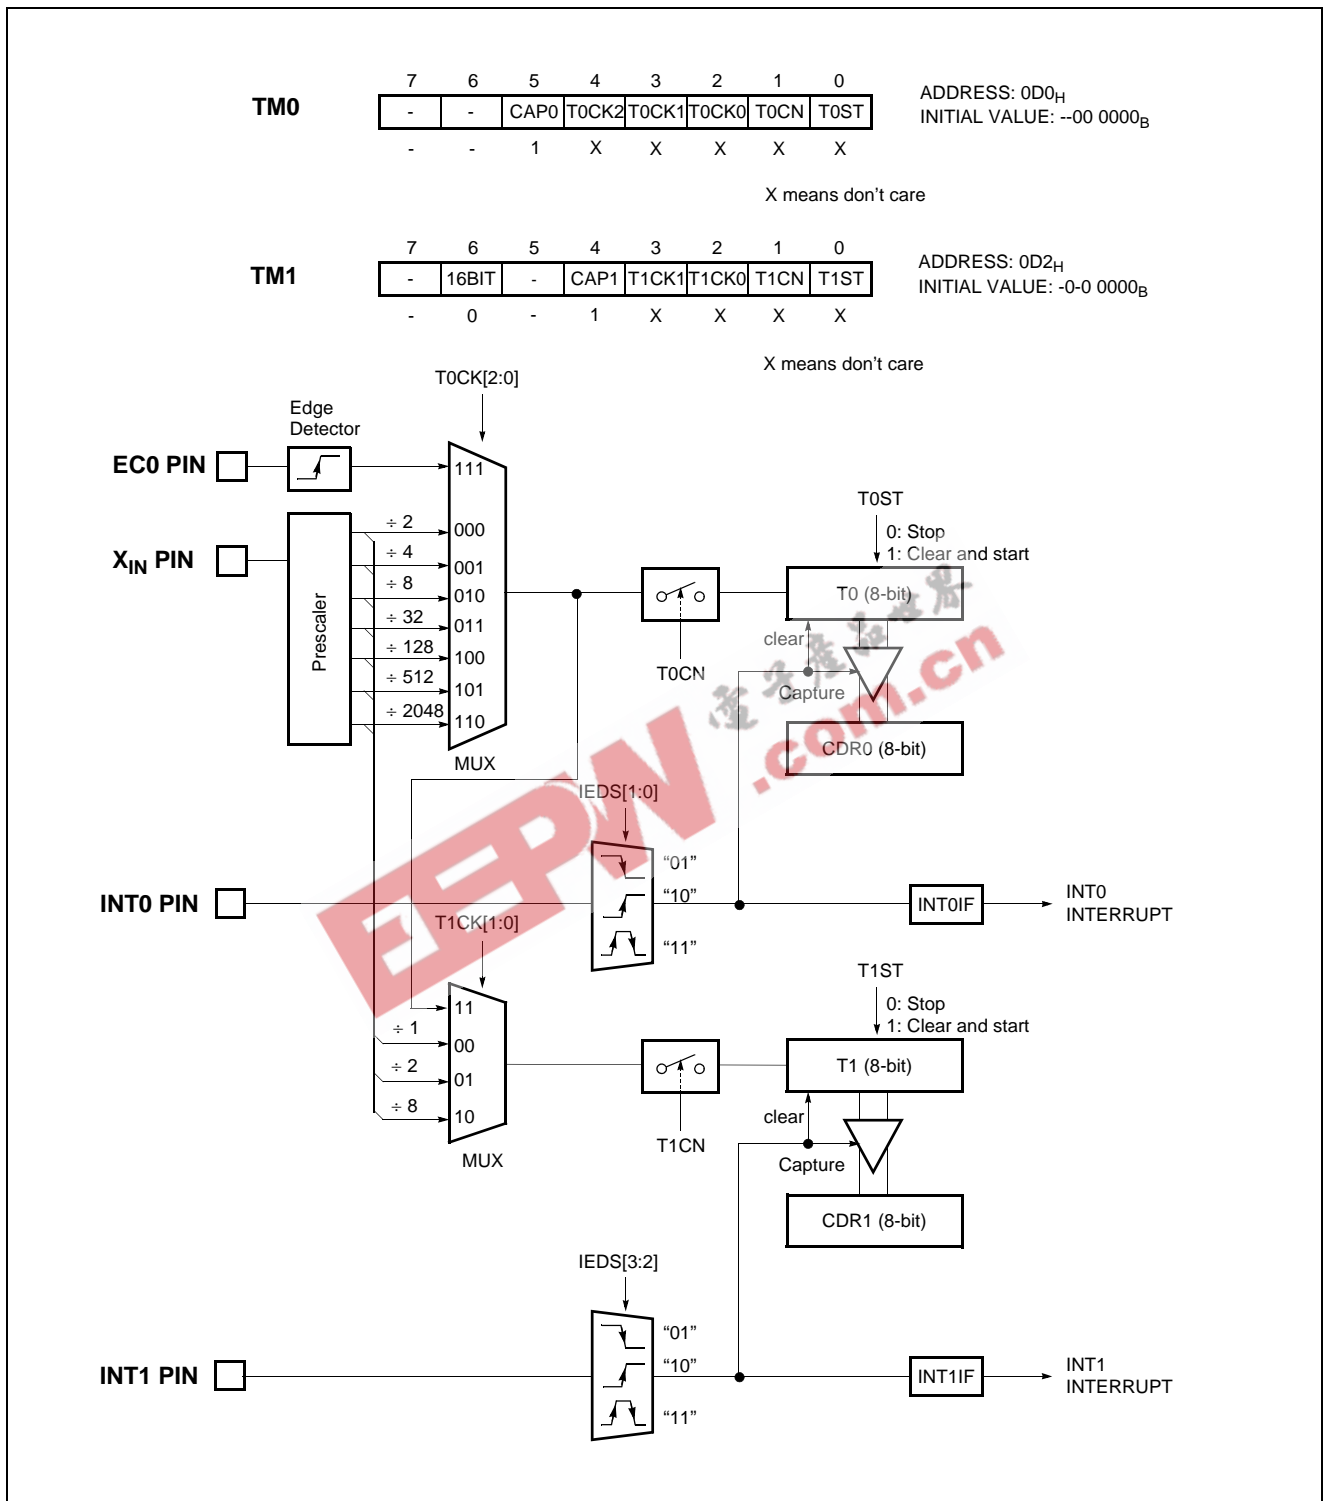 7 6 5 4 3 2 1 0
TM0
- - CAP0 T0CK2 T0CK1 T0CK0 T0CN T0ST
- - 1 X X X X X
ADDRESS: 0D0H
INITIAL VALUE: --00 0000B
X means don't care
7 6 5 4 3 2 1 0
TM1
- 16BIT - CAP1 T1CK1 T1CK0 T1CN T1ST
- 0 - 1 X X X X
ADDRESS: 0D2H
INITIAL VALUE: -0-0 0000B
X means don't care
T0CK[2:0]
Edge
Detector
EC0 PIN
111
XIN PIN
Prescaler
÷ 2
000
÷ 4
001
÷ 8
010
÷ 32
011
÷ 128
100
÷ 512
101
÷ 2048
110
MUX
T0CN
T0ST
0: Stop
1: Clear and start
T0 (8-bit)
clear
Capture
CDR0 (8-bit)
電子產品世界
EEPW.com.cn
IEDS[1:0]
INT0 PIN
"01"
"10"
"11"
INT0IF
INT0
INTERRUPT
T1CK[1:0]
11
÷ 1
00
÷ 2
01
÷ 8
10
MUX
T1CN
T1ST
0: Stop
1: Clear and start
T1 (8-bit)
clear
Capture
CDR1 (8-bit)
IEDS[3:2]
INT1 PIN
"01"
"10"
"11"
INT1IF
INT1
INTERRUPT